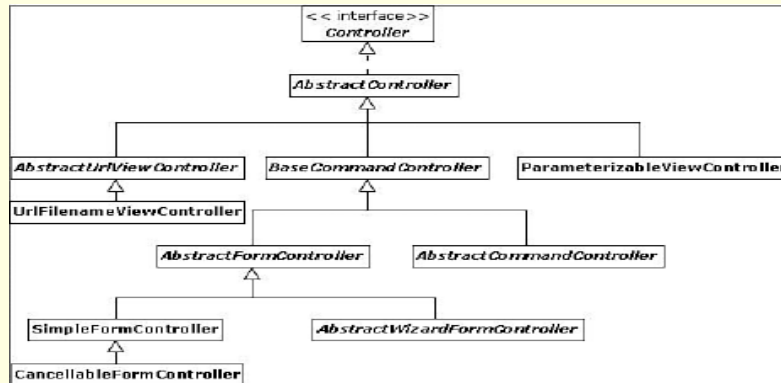 << interface>>
Controller
AbstractController
AbstractUrlViewController
BaseCommandController
ParameterizableViewController
UrlFilenameViewController
AbstractFormController
AbstractCommandController
SimpleFormController
AbstractWizardFormController
CancellableFormController